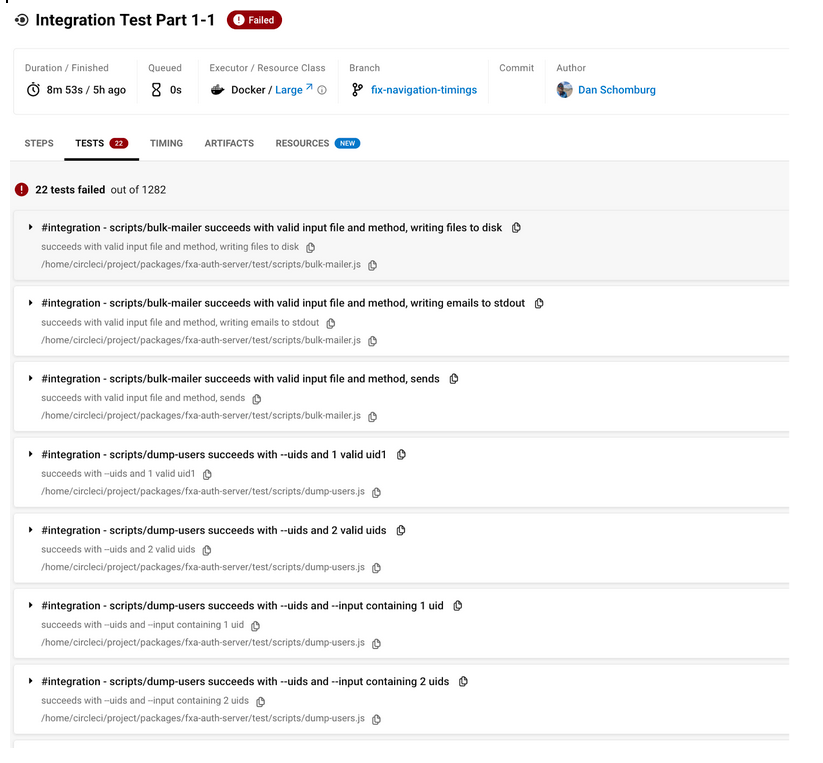 Integration Test Part 1-1 Failed
Duration / Finished Queued Executor / Resource Class Branch Commit Author
8m 53s / 5h ago 0s Docker / Large fix-navigation-timings Dan Schomburg
STEPS TESTS 22 TIMING ARTIFACTS RESOURCES NEW
22 tests failed out of 1282
#integration - scripts/bulk-mailer succeeds with valid input file and method, writing files to disk
succeeds with valid input file and method, writing files to disk
/home/circleci/project/packages/fxa-auth-server/test/scripts/bulk-mailer.js
#integration - scripts/bulk-mailer succeeds with valid input file and method, writing emails to stdout
succeeds with valid input file and method, writing emails to stdout
/home/circleci/project/packages/fxa-auth-server/test/scripts/bulk-mailer.js
#integration - scripts/bulk-mailer succeeds with valid input file and method, sends
succeeds with valid input file and method, sends
/home/circleci/project/packages/fxa-auth-server/test/scripts/bulk-mailer.js
#integration - scripts/dump-users succeeds with --uids and 1 valid uid1
succeeds with --uids and 1 valid uid1
/home/circleci/project/packages/fxa-auth-server/test/scripts/dump-users.js
#integration - scripts/dump-users succeeds with --uids and 2 valid uids
succeeds with --uids and 2 valid uids
/home/circleci/project/packages/fxa-auth-server/test/scripts/dump-users.js
#integration - scripts/dump-users succeeds with --uids and --input containing 1 uid
succeeds with --uids and --input containing 1 uid
/home/circleci/project/packages/fxa-auth-server/test/scripts/dump-users.js
#integration - scripts/dump-users succeeds with --uids and --input containing 2 uids
succeeds with --uids and --input containing 2 uids
/home/circleci/project/packages/fxa-auth-server/test/scripts/dump-users.js